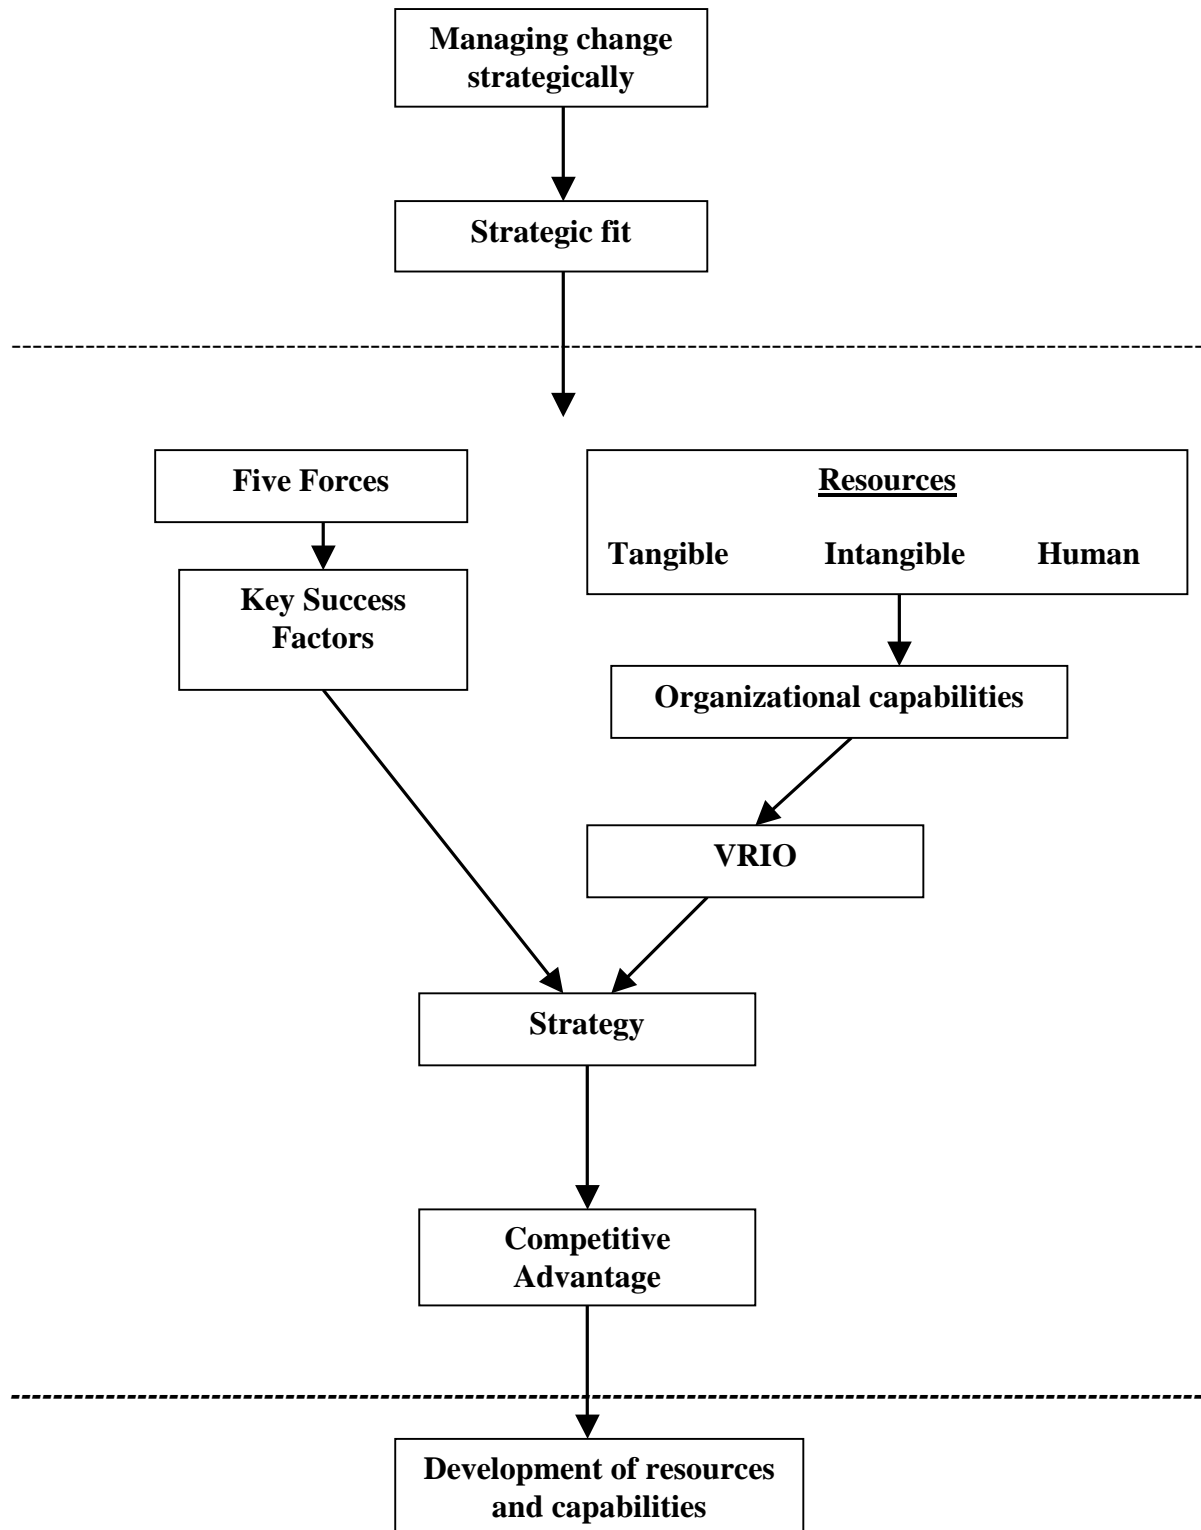 Managing change
strategically
Strategic fit
Five Forces
Key Success
Factors
Resources
Tangible Intangible Human
Organizational capabilities
VRIO
Strategy
Competitive
Advantage
Development of resources
and capabilities